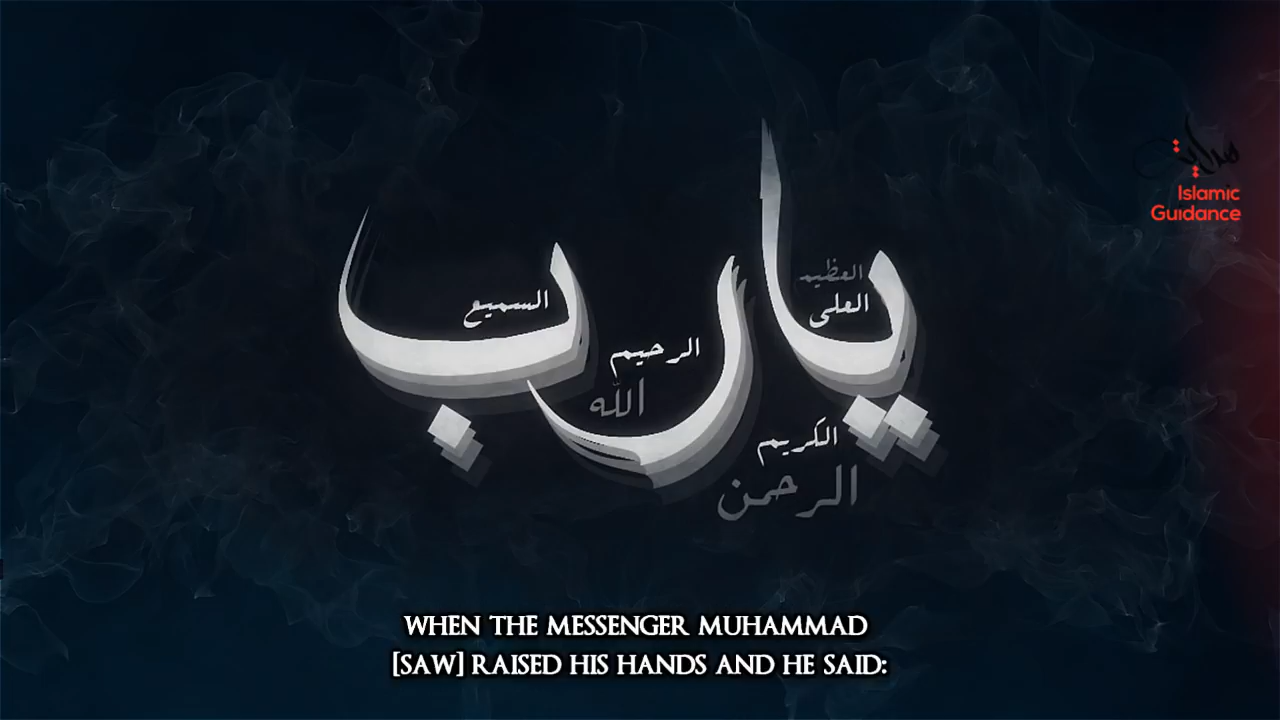 هداية
Islamic
Guidance
يارب
العظيم
العلى
السميع
الرحيم
الله
الكريم
الرحمن
WHEN THE MESSENGER MUHAMMAD
[SAW] RAISED HIS HANDS AND HE SAID: